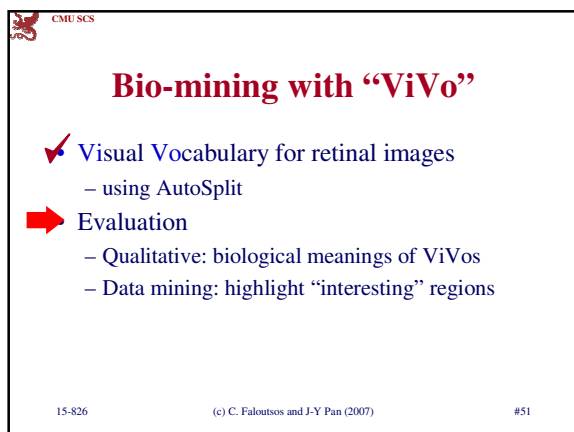 CMU SCS
Bio-mining with “ViVo”
• Visual Vocabulary for retinal images
– using AutoSplit
• Evaluation
– Qualitative: biological meanings of ViVos
– Data mining: highlight “interesting” regions
15-826 (c) C. Faloutsos and J-Y Pan (2007) #51